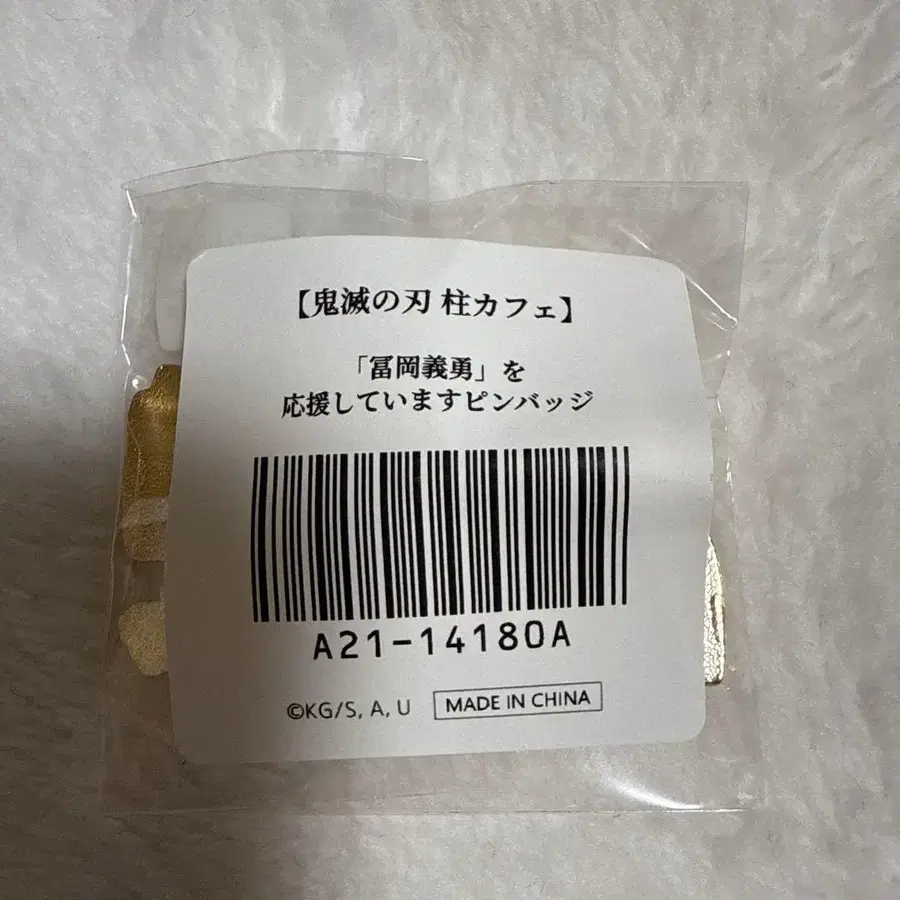 【鬼滅の刃 柱カフェ】
「冨岡義勇」を
応援していますピンバッジ
A21-14180A
©KG/S, A, U
MADE IN CHINA